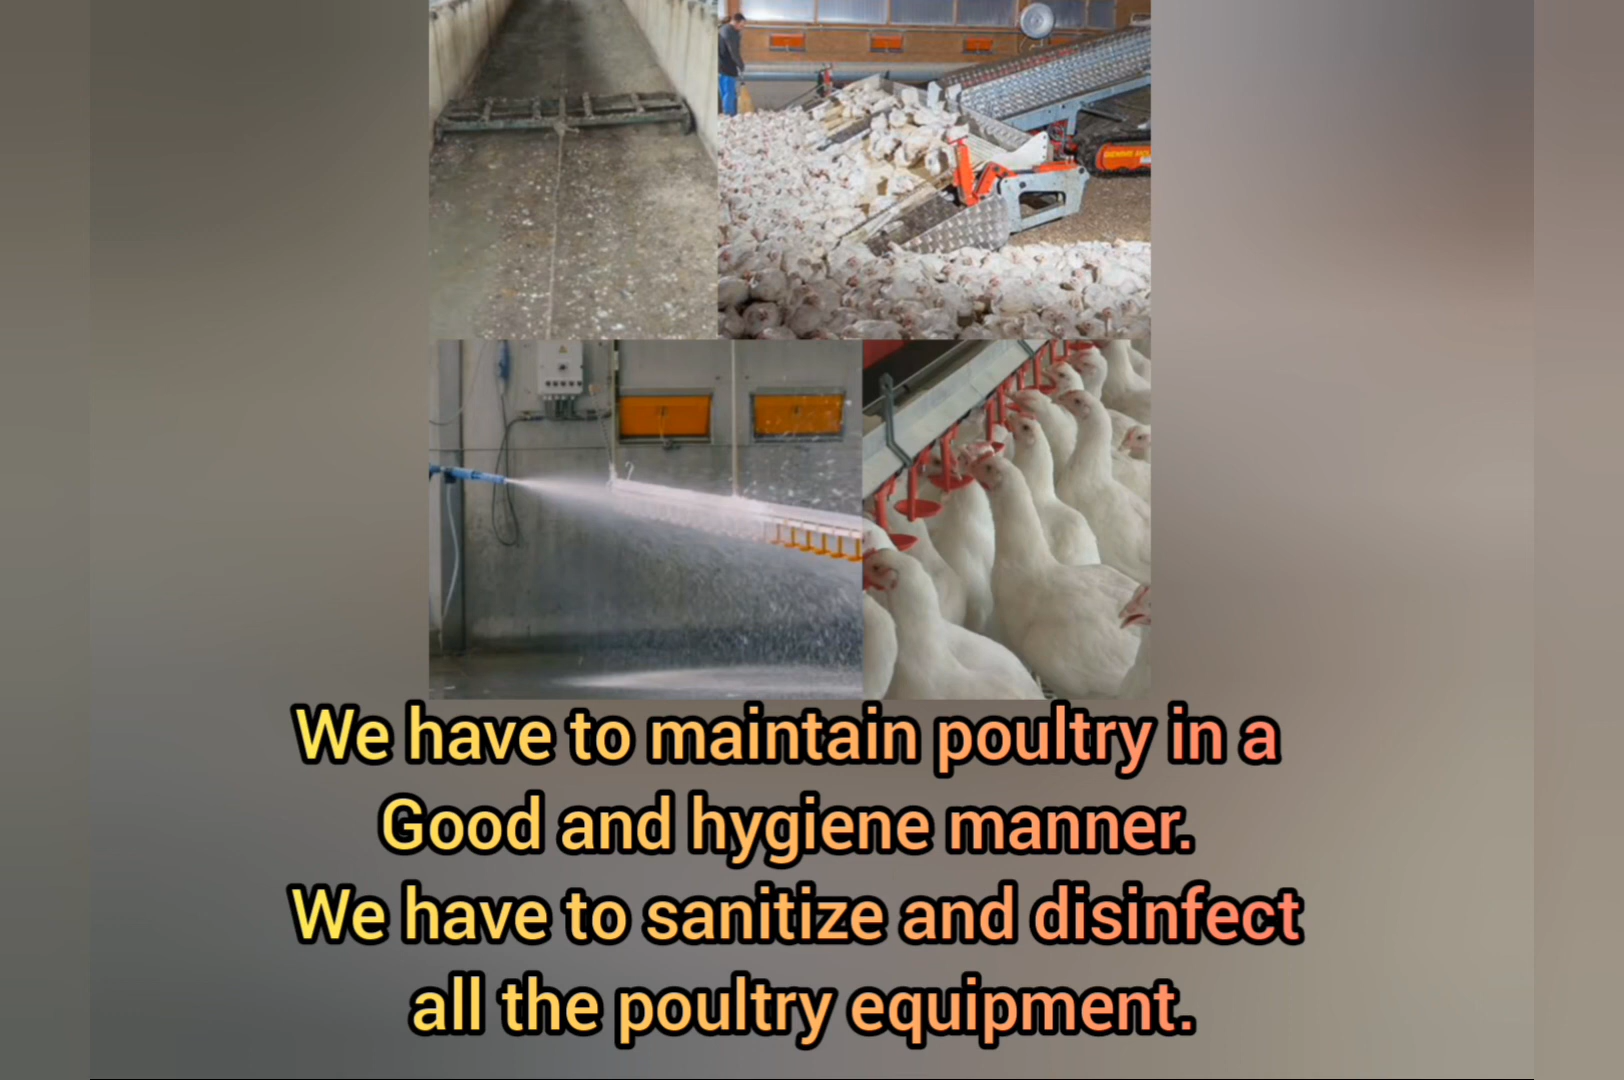 We have to maintain poultry in a
Good and hygiene manner.
We have to sanitize and disinfect
all the poultry equipment.